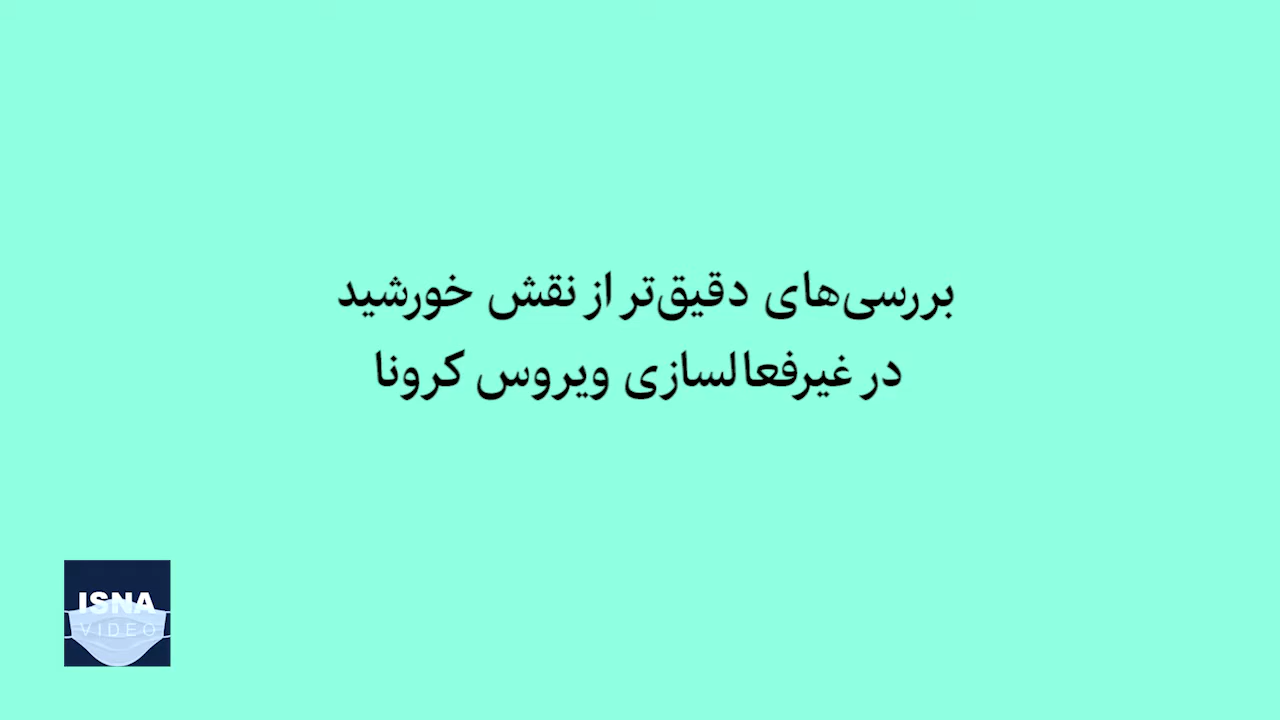 بررسی‌های دقیق‌تر از نقش خورشید
در غیرفعالسازی ویروس کرونا
ISNA
VIDEO